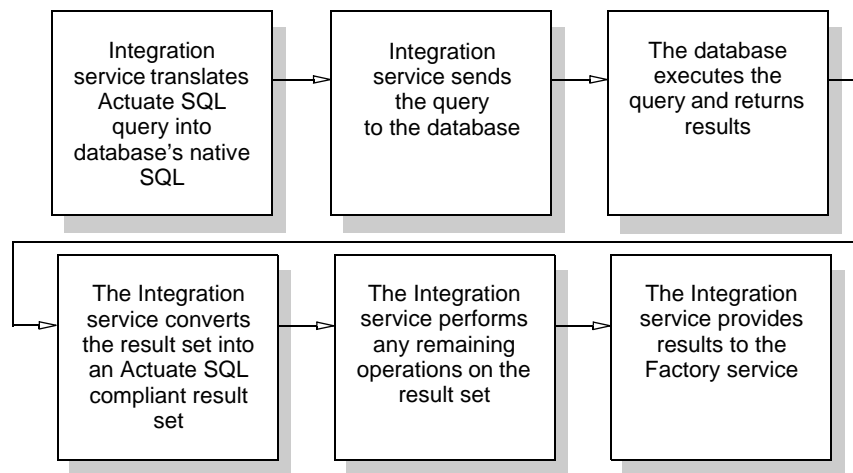 Integration
service translates
Actuate SQL
query into
database's native
SQL
Integration
service sends
the query
to the database
The database
executes the
query and returns
results
The Integration
service converts
the result set into
an Actuate SQL
compliant result
set
The Integration
service performs
any remaining
operations on the
result set
The Integration
service provides
results to the
Factory service